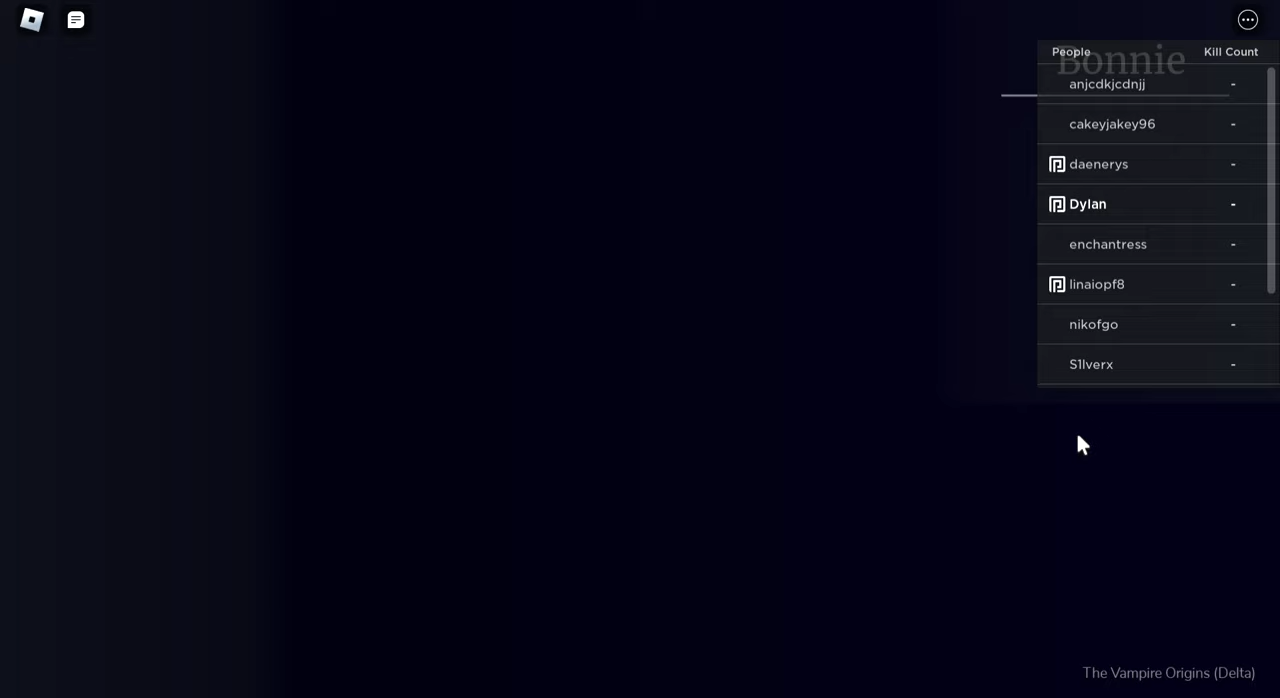 Bonnie
People Kill Count
anjcdkjcdnjj -
cakeyjakey96 -
daenerys -
Dylan -
enchantress -
linaiopf8 -
nikofgo -
S1lverx -
The Vampire Origins (Delta)